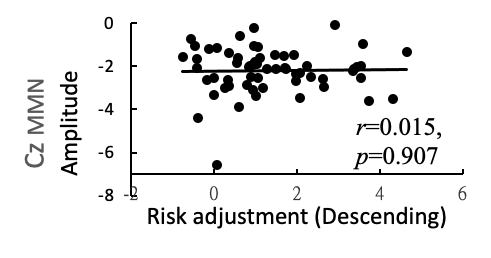 0
-2
-4
-6
-8
Cz MMN
Amplitude
r=0.015,
p=0.907
-2 0 2 4 6
Risk adjustment (Descending)